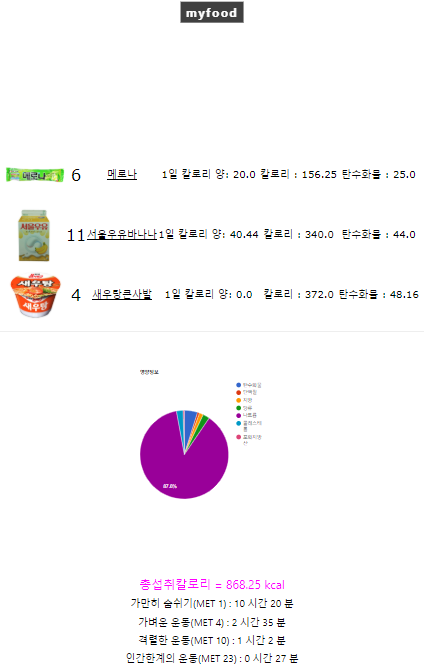 myfood
메로나
6 메로나 1일 칼로리 양: 20.0 칼로리 : 156.25 탄수화물 : 25.0
서울우유
11 서울우유바나나 1일 칼로리 양: 40.44 칼로리 : 340.0 탄수화물 : 44.0
새우탕
4 새우탕큰사발 1일 칼로리 양: 0.0 칼로리 : 372.0 탄수화물 : 48.16
영양정보
탄수화물
단백질
지방
당류
나트륨
콜레스테
롤
포화지방
산
87.8%
총섭취칼로리 = 868.25 kcal
가만히 숨쉬기(MET 1) : 10 시간 20 분
가벼운 운동(MET 4) : 2 시간 35 분
격렬한 운동(MET 10) : 1 시간 2 분
인간한계의 운동(MET 23) : 0 시간 27 분